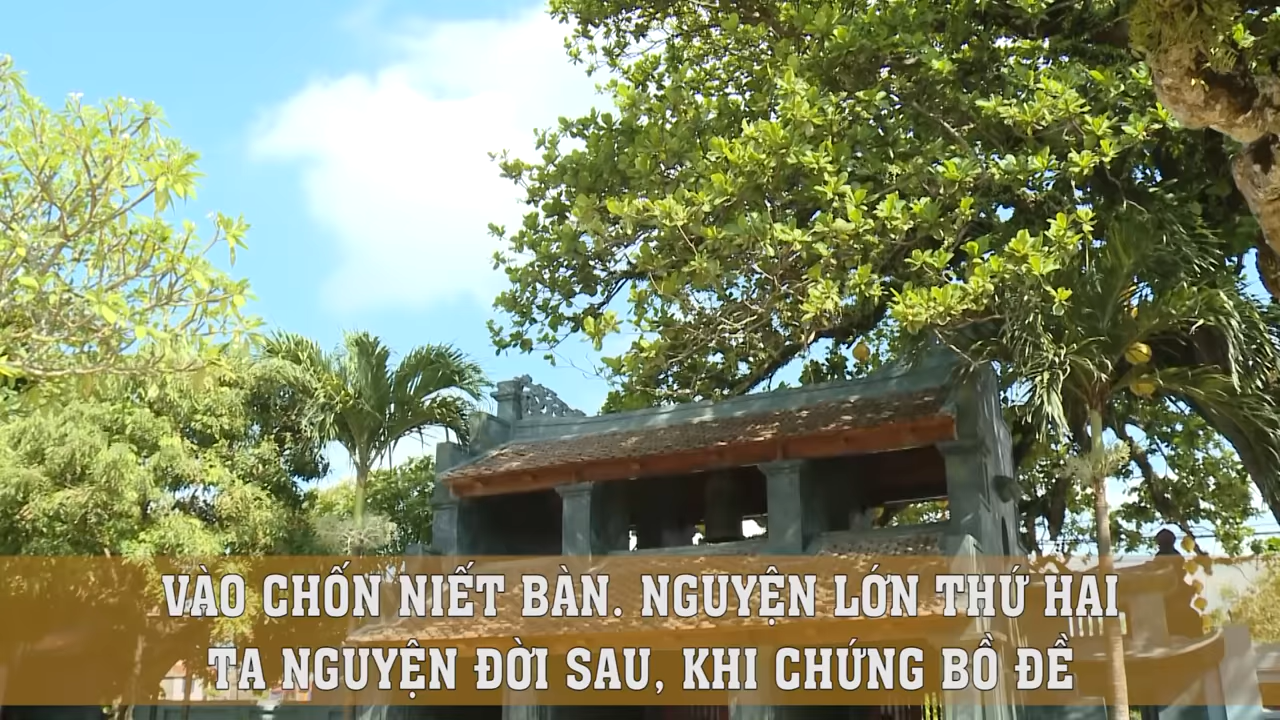 VÀO CHỐN NIẾT BÀN. NGUYỆN LỚN THỨ HAI
TA NGUYỆN ĐỜI SAU, KHI CHỨNG BỒ ĐỀ